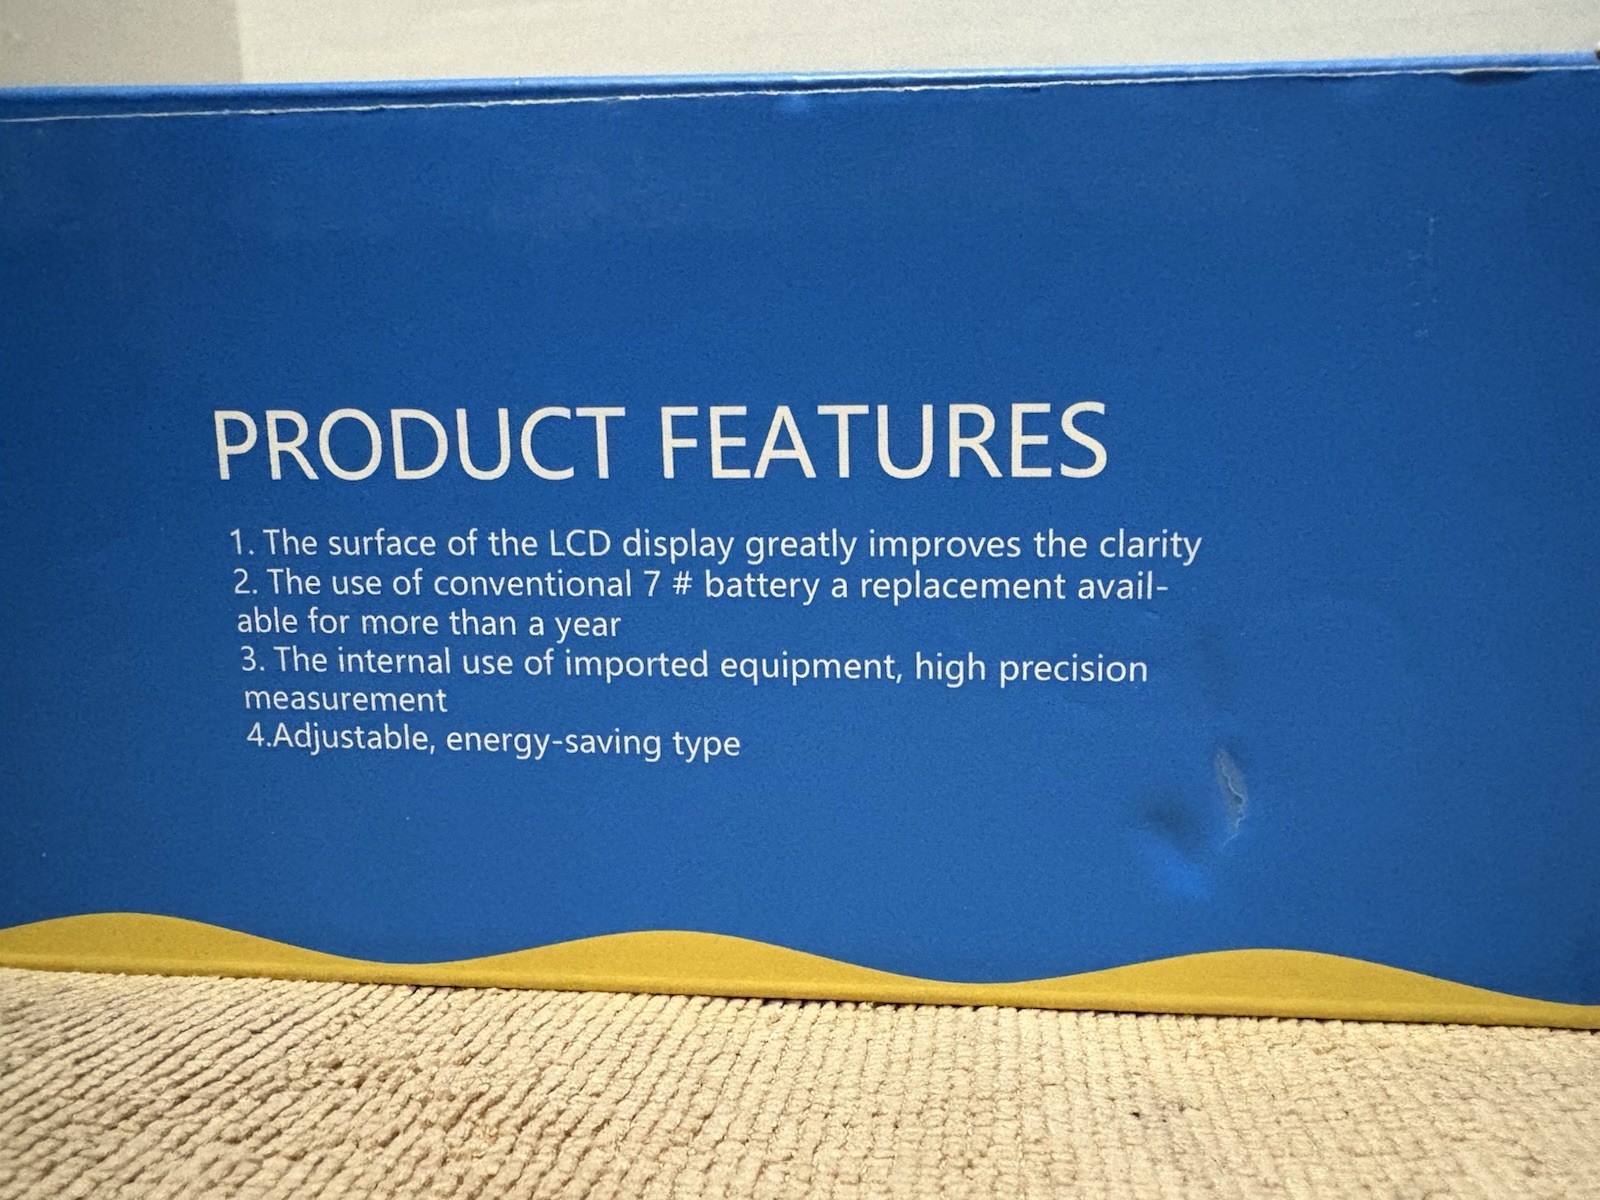 PRODUCT FEATURES
1. The surface of the LCD display greatly improves the clarity
2. The use of conventional 7 # battery a replacement avail-
able for more than a year
3. The internal use of imported equipment, high precision
measurement
4.Adjustable, energy-saving type